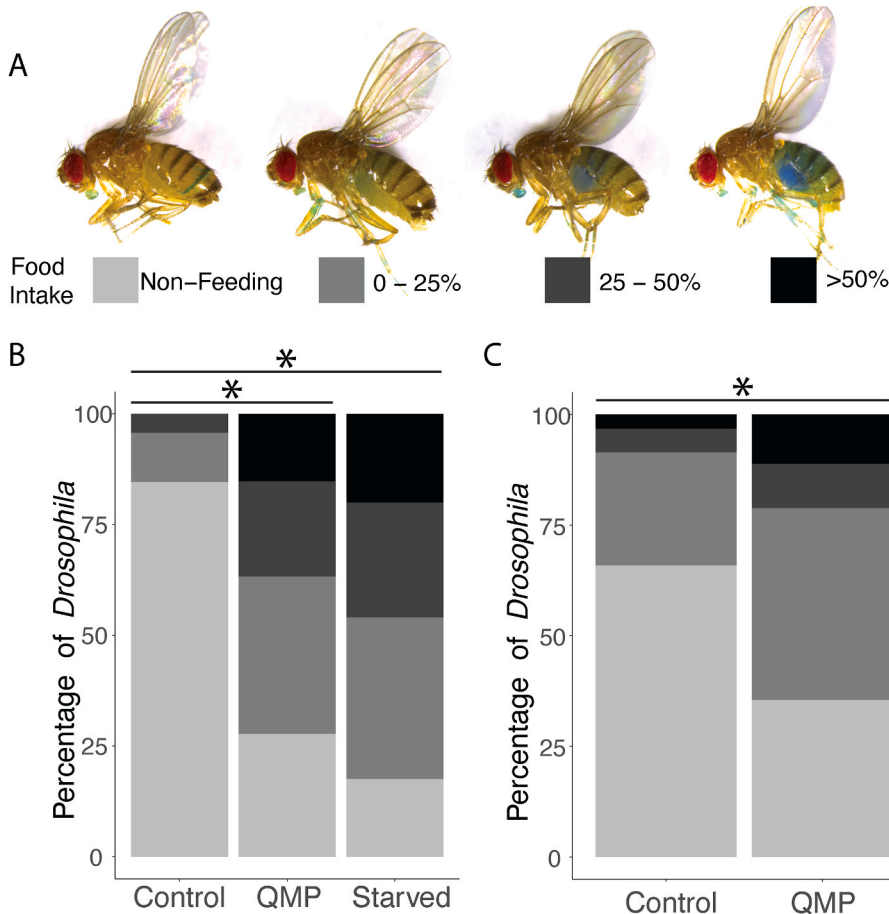 A
Food Intake
Non-Feeding
0 - 25%
25 - 50%
>50%
B
*
*
Percentage of Drosophila
100
75
50
25
0
Control
QMP
Starved
C
*
Percentage of Drosophila
100
75
50
25
0
Control
QMP